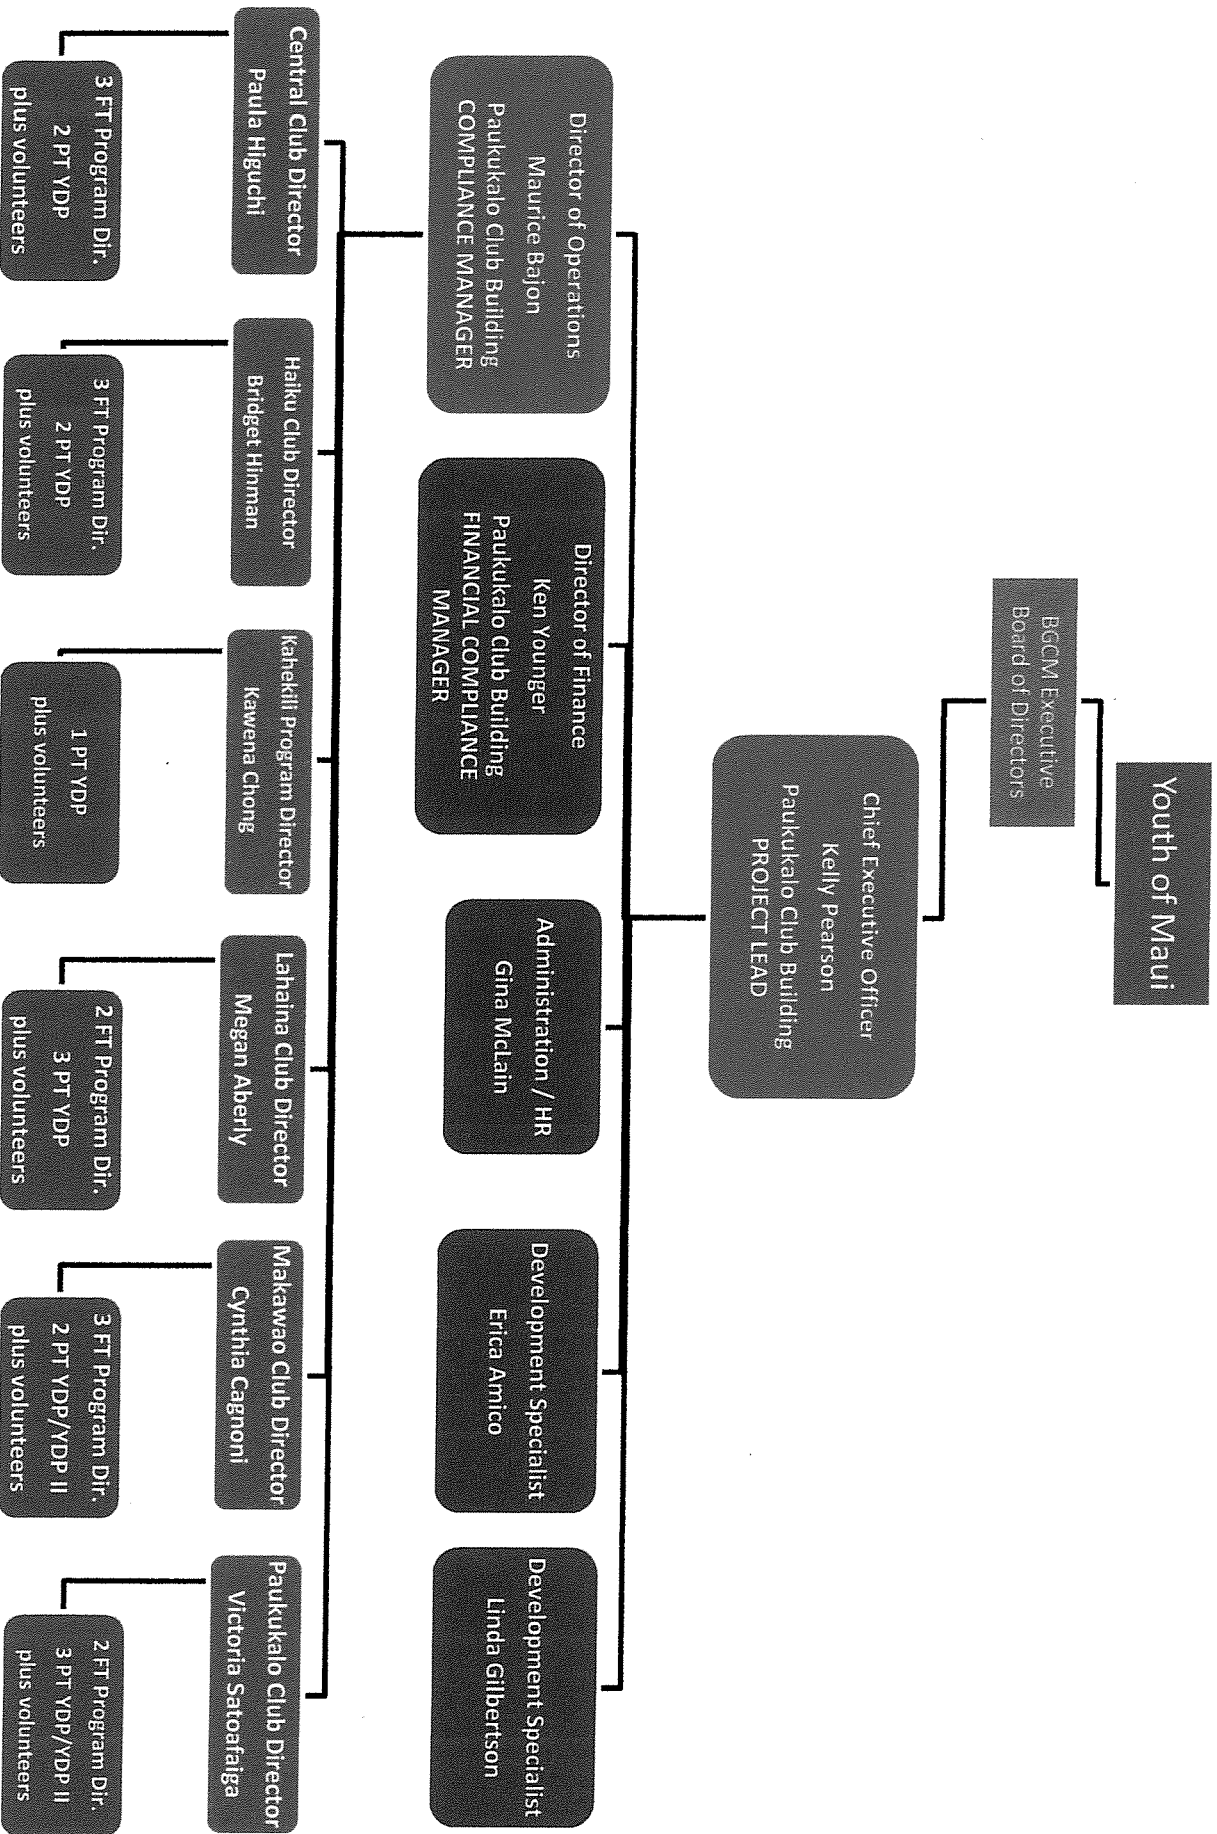 Youth of Maui
BGCM Executive
Board of Directors
Chief Executive Officer
Kelly Pearson
Paukukalo Club Building
PROJECT LEAD
Director of Operations
Maurice Bajon
Paukukalo Club Building
COMPLIANCE MANAGER
Director of Finance
Ken Younger
Paukukalo Club Building
FINANCIAL COMPLIANCE
MANAGER
Administration / HR
Gina McLain
Development Specialist
Erica Amico
Development Specialist
Linda Gilbertson
Central Club Director
Paula Higuchi
Haiku Club Director
Bridget Hinman
Kahekili Program Director
Kawena Chong
Lahaina Club Director
Megan Aberly
Makawao Club Director
Cynthia Cagnoni
Paukukalo Club Director
Victoria Satoafaiga
3 FT Program Dir.
2 PT YDP
plus volunteers
3 FT Program Dir.
2 PT YDP
plus volunteers
1 PT YDP
plus volunteers
2 FT Program Dir.
3 PT YDP
plus volunteers
3 FT Program Dir.
2 PT YDP/YDP II
plus volunteers
2 FT Program Dir.
3 PT YDP/YDP II
plus volunteers